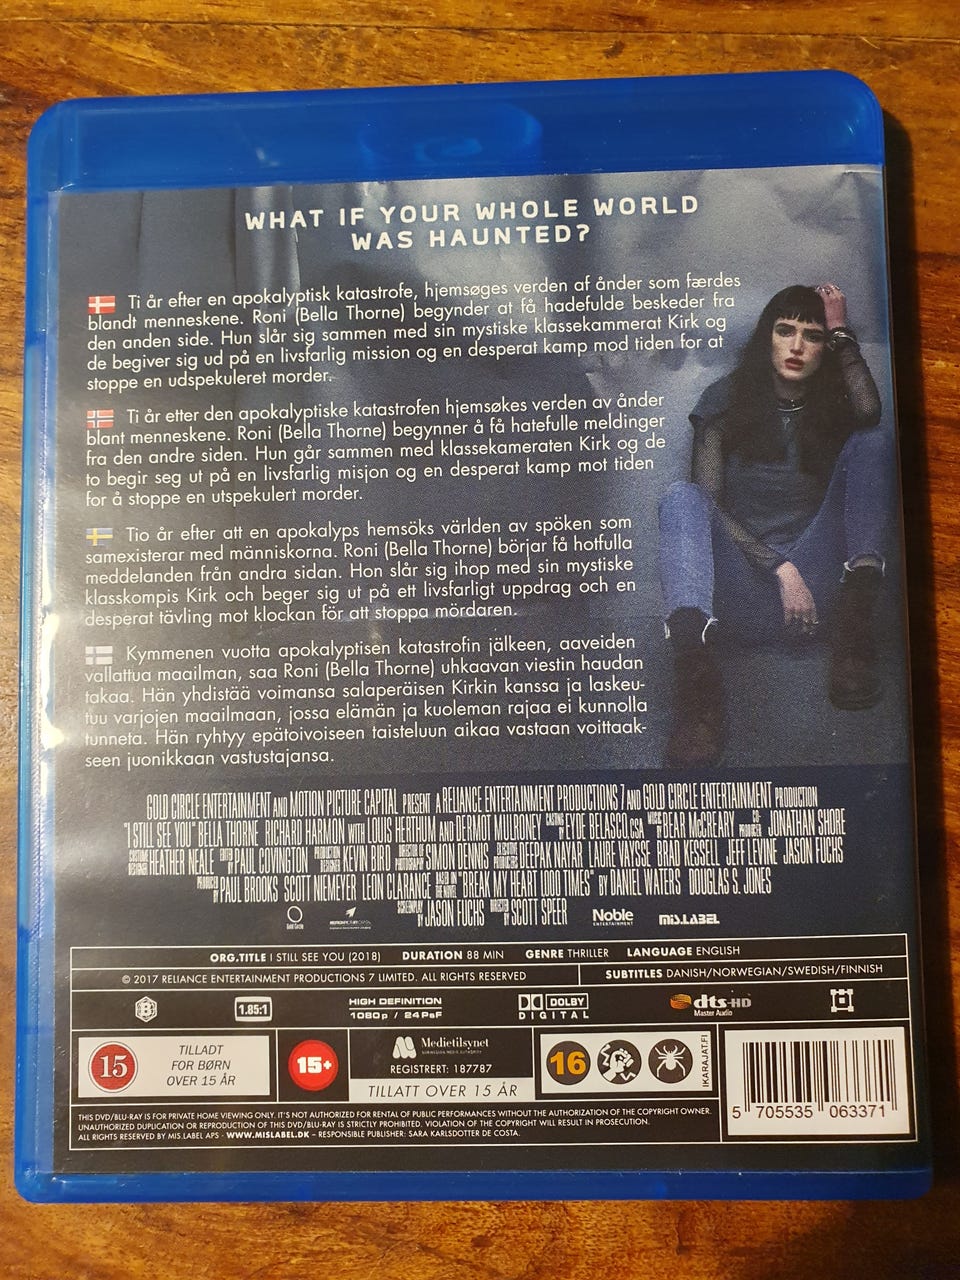 WHAT IF YOUR WHOLE WORLD
WAS HAUNTED?
Ti år efter en apokalyptisk katastrofe, hjemsøges verden af ånder som færdes
blandt menneskene. Roni (Bella Thorne) begynder at få hadefulde beskeder fra
den anden side. Hun slår sig sammen med sin mystiske klassekammerat Kirk og
de begiver sig ud på en livsfarlig mission og en desperat kamp mod tiden for at
stoppe en udspekuleret morder.
Ti år etter den apokalyptiske katastrofen hjemsøkes verden av ånder
blant menneskene. Roni (Bella Thorne) begynner å få hatefulle meldinger
fra den andre siden. Hun går sammen med klassekameraten Kirk og de
to begir seg ut på en livsfarlig misjon og en desperat kamp mot tiden
for å stoppe en utspekulert morder.
Tio år efter att en apokalyps hemsöks världen av spöken som
samexisterar med människorna. Roni (Bella Thorne) börjar få hotfulla
meddelanden från andra sidan. Hon slår sig ihop med sin mystiske
klasskompis Kirk och beger sig ut på ett livsfarligt uppdrag och en
desperat tävling mot klockan för att stoppa mördaren.
Kymmenen vuotta apokalyptisen katastrofin jälkeen, aaveiden
vallattua maailman, saa Roni (Bella Thorne) uhkaavan viestin haudan
takaa. Hän yhdistää voimansa salaperäisen Kirkin kanssa ja laskeu-
tuu varjojen maailmaan, jossa elämän ja kuoleman rajaa ei kunnolla
tunneta. Hän ryhtyy epätoivoiseen taisteluun aikaa vastaan voittaak-
seen juonikkaan vastustajansa.
GOLD CIRCLE ENTERTAINMENT AND MOTION PICTURE CAPITAL PRESENT A RELIANCE ENTERTAINMENT PRODUCTIONS 7 AND GOLD CIRCLE ENTERTAINMENT PRODUCTION
"I STILL SEE YOU" BELLA THORNE RICHARD HARMON WITH LOUIS HERTHUM AND DERMOT MULRONEY CASTING BY EYDE BELASCO, CSA MUSIC BY BEAR McCREARY CO-PRODUCER JONATHAN SHORE
COSTUME DESIGNER HEATHER NEALE EDITED BY PAUL COVINGTON PRODUCTION DESIGNER KEVIN BIRD DIRECTOR OF PHOTOGRAPHY SIMON DENNIS EXECUTIVE PRODUCERS DEEPAK NAYAR LAURE VAYSSE BRAD KESSELL JEFF LEVINE JASON FUCHS
PRODUCED BY PAUL BROOKS SCOTT NIEMEYER LEON CLARANCE BASED ON THE NOVEL "BREAK MY HEART 1000 TIMES" BY DANIEL WATERS DOUGLAS S. JONES
SCREENPLAY BY JASON FUCHS DIRECTED BY SCOTT SPEER
Gold Circle Noble ENTERTAINMENT MIS.LABEL
ORG.TITLE I STILL SEE YOU (2018) DURATION 88 MIN GENRE THRILLER LANGUAGE ENGLISH
© 2017 RELIANCE ENTERTAINMENT PRODUCTIONS 7 LIMITED. ALL RIGHTS RESERVED SUBTITLES DANISH/NORWEGIAN/SWEDISH/FINNISH
B 1.85:1 HIGH DEFINITION
1080p / 24PsF
DOLBY
DIGITAL
dts-HD
Master Audio
15
TILLADT
FOR BØRN
OVER 15 ÅR
15+
Medietilsynet
NORWEGIAN MEDIA AUTHORITY
REGISTRERT: 187787
TILLATT OVER 15 ÅR
16
IKARAJAT.FI
5 705535 063371
THIS DVD/BLU-RAY IS FOR PRIVATE HOME VIEWING ONLY. IT'S NOT AUTHORIZED FOR RENTAL OF PUBLIC PERFORMANCES WITHOUT THE AUTHORIZATION OF THE COPYRIGHT OWNER.
UNAUTHORIZED DUPLICATION OR REPRODUCTION OF THIS DVD/BLU-RAY IS STRICTLY PROHIBITED. VIOLATION OF THE COPYRIGHT WILL RESULT IN PROSECUTION.
ALL RIGHTS RESERVED BY MIS.LABEL APS · WWW.MISLABEL.DK – RESPONSIBLE PUBLISHER: SARA KARLSDOTTER DE COSTA.